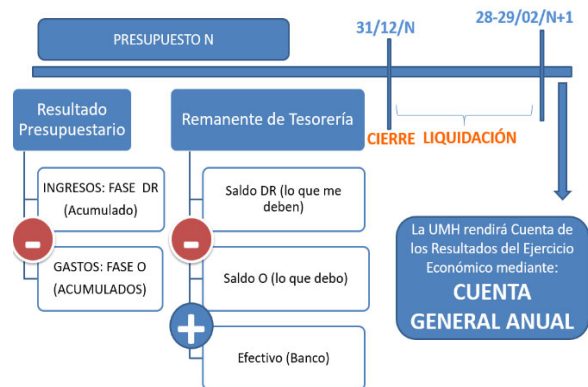 PRESUPUESTO N
31/12/N
28-29/02/N+1
Resultado
Presupuestario
Remanente de Tesorería
CIERRE
LIQUIDACIÓN
INGRESOS: FASE DR
(Acumulado)
-
GASTOS: FASE O
(ACUMULADOS)
Saldo DR (lo que me
deben)
-
Saldo O (lo que debo)
+
Efectivo (Banco)
La UMH rendirá Cuenta de
los Resultados del Ejercicio
Económico mediante:
CUENTA
GENERAL ANUAL